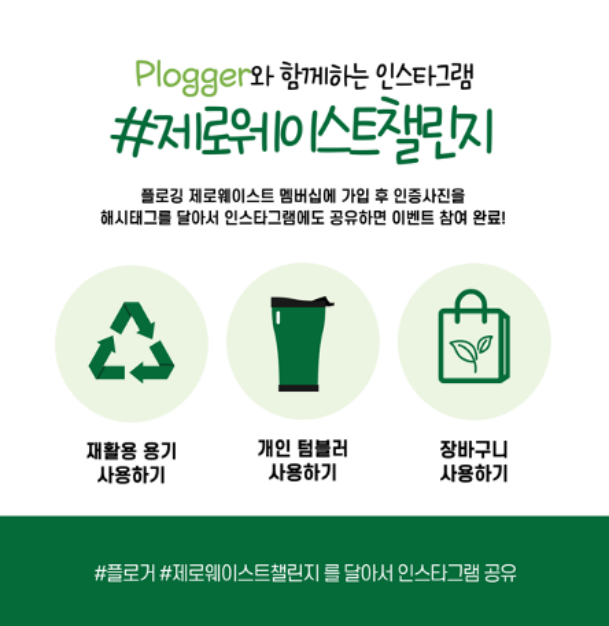 Plogger와 함께하는 인스타그램
#제로웨이스트챌린지
플로깅 제로웨이스트 멤버십에 가입 후 인증사진을
해시태그를 달아서 인스타그램에도 공유하면 이벤트 참여 완료!
재활용 용기
사용하기
개인 텀블러
사용하기
장바구니
사용하기
#플로거 #제로웨이스트챌린지 를 달아서 인스타그램 공유